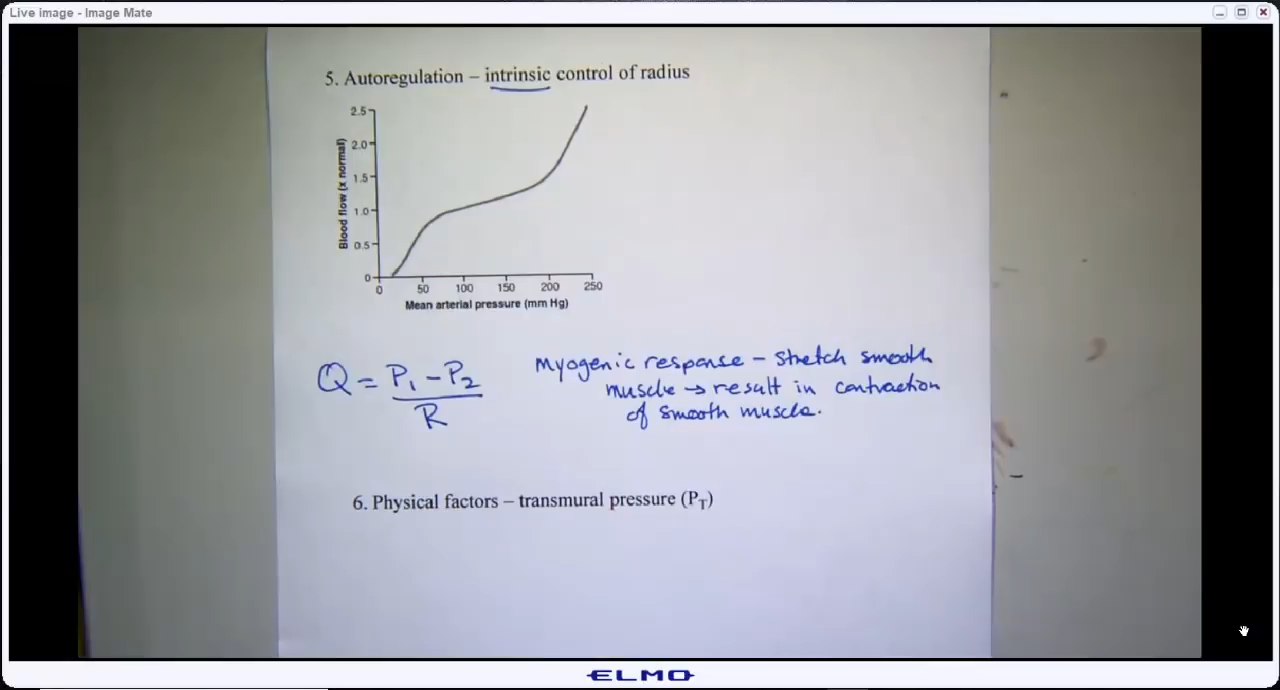 Live image - Image Mate
5. Autoregulation – intrinsic control of radius
2.5
2.0
1.5
1.0
0.5
0
Blood flow (x normal)
0 50 100 150 200 250
Mean arterial pressure (mm Hg)
Q = P₁ - P₂
R
Myogenic response – stretch smooth
muscle → result in contraction
of smooth muscle.
6. Physical factors – transmural pressure (P_T)
ELMO